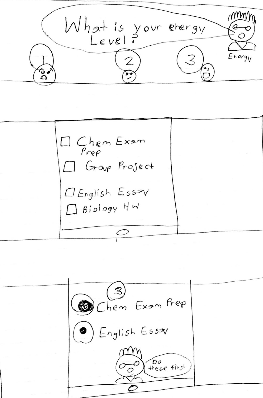 What is your energy
Level?
1
2
3
Energy
Chem Exam
Prep
Group Project
English Essay
Biology HW
3
Chem Exam Prep
English Essay
Do
these first